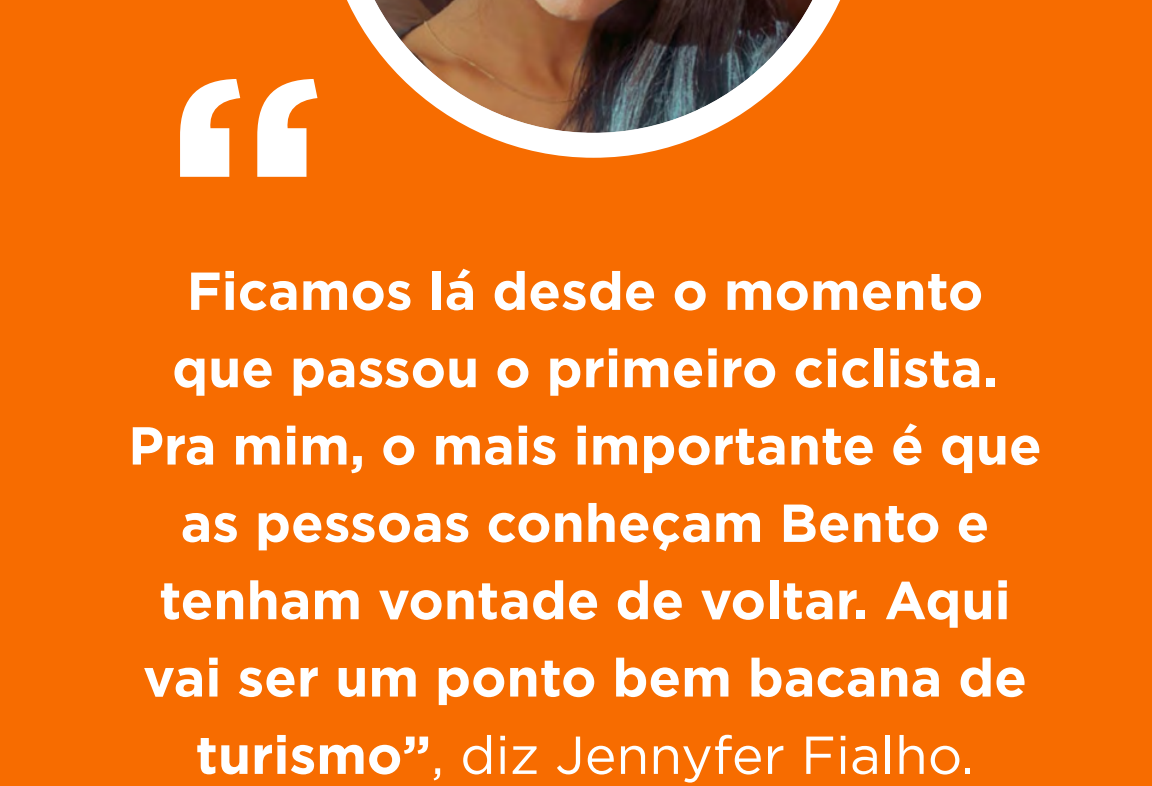 “
Ficamos lá desde o momento
que passou o primeiro ciclista.
Pra mim, o mais importante é que
as pessoas conheçam Bento e
tenham vontade de voltar. Aqui
vai ser um ponto bem bacana de
turismo”, diz Jennyfer Fialho.